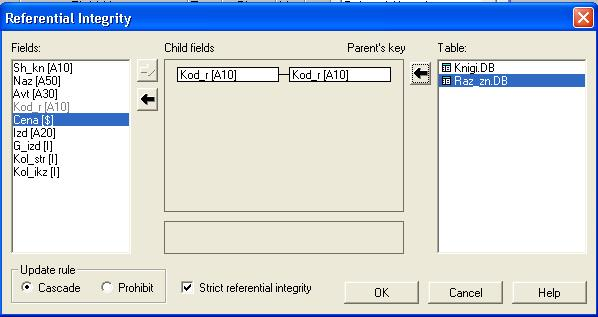 Referential Integrity
Fields:
Child fields
Parent's key
Table:
Sh_kn [A10]
Naz [A50]
Avt [A30]
Kod_r [A10]
Cena [$]
Izd [A20]
G_izd [I]
Kol_str [I]
Kol_ikz [I]
Kod_r [A10]
Kod_r [A10]
Knigi.DB
Raz_zn.DB
Update rule
Cascade
Prohibit
Strict referential integrity
OK
Cancel
Help